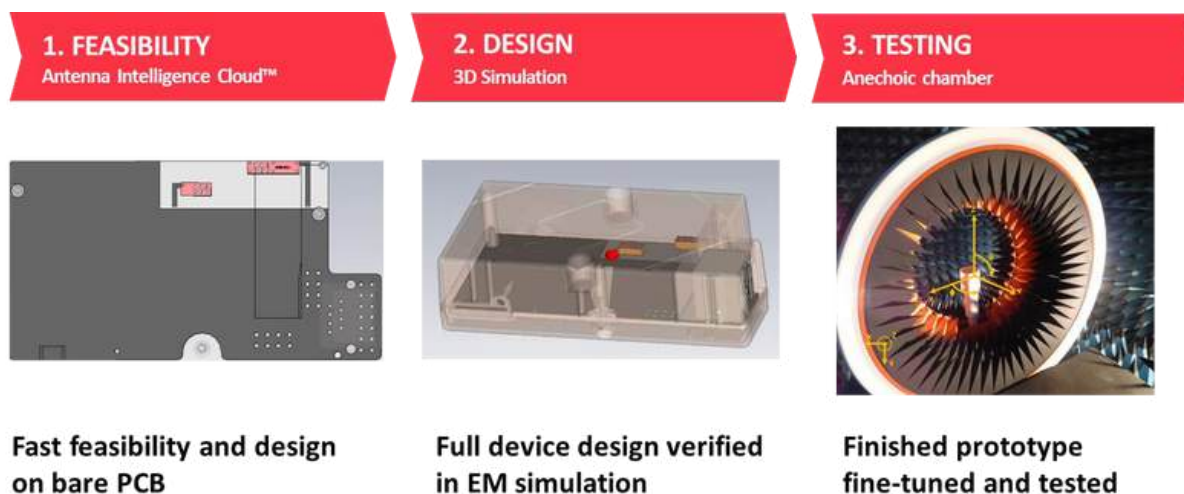 1. FEASIBILITY
Antenna Intelligence Cloud™
2. DESIGN
3D Simulation
3. TESTING
Anechoic chamber
Fast feasibility and design
on bare PCB
Full device design verified
in EM simulation
Finished prototype
fine-tuned and tested